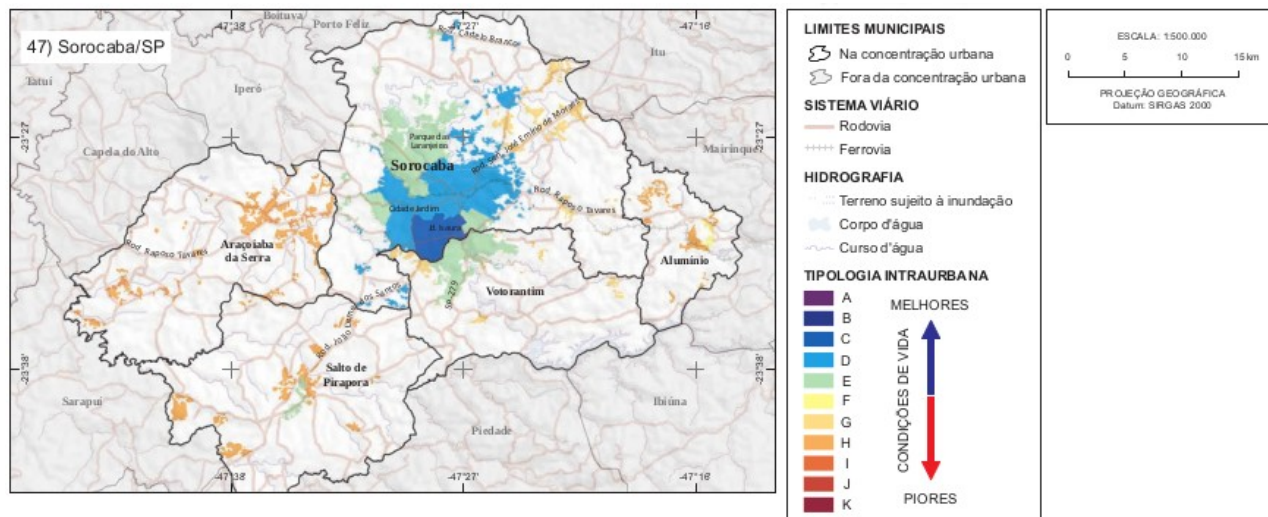 47) Sorocaba/SP
-47°38'
-47°27'
Boituva
Porto Feliz
Rod. Castelo Branco
Itu
Tatuí
Iperó
-23°27'
-23°27'
Capela do Alto
Parque das
Laranjeiras
Rod. Sen. José Ermírio de Moraes
Mairinque
Sorocaba
Rod. Raposo Tavares
Cidade Jardim
Rod. Raposo Tavares
Araçoiaba
da Serra
Alumínio
Votorantim
SP-279
-23°38'
-23°38'
Salto de
Pirapora
Sarapuí
Ibiúna
Piedade
-47°38'
-47°27'
-47°16'
LIMITES MUNICIPAIS
Na concentração urbana
Fora da concentração urbana
SISTEMA VIÁRIO
Rodovia
Ferrovia
HIDROGRAFIA
Terreno sujeito à inundação
Corpo d'água
Curso d'água
TIPOLOGIA INTRAURBANA
A
B
C
D
E
F
G
H
I
J
K
MELHORES
CONDIÇÕES DE VIDA
PIORES
ESCALA: 1:500.000
0 5 10 15 km
PROJEÇÃO GEOGRÁFICA
Datum: SIRGAS 2000